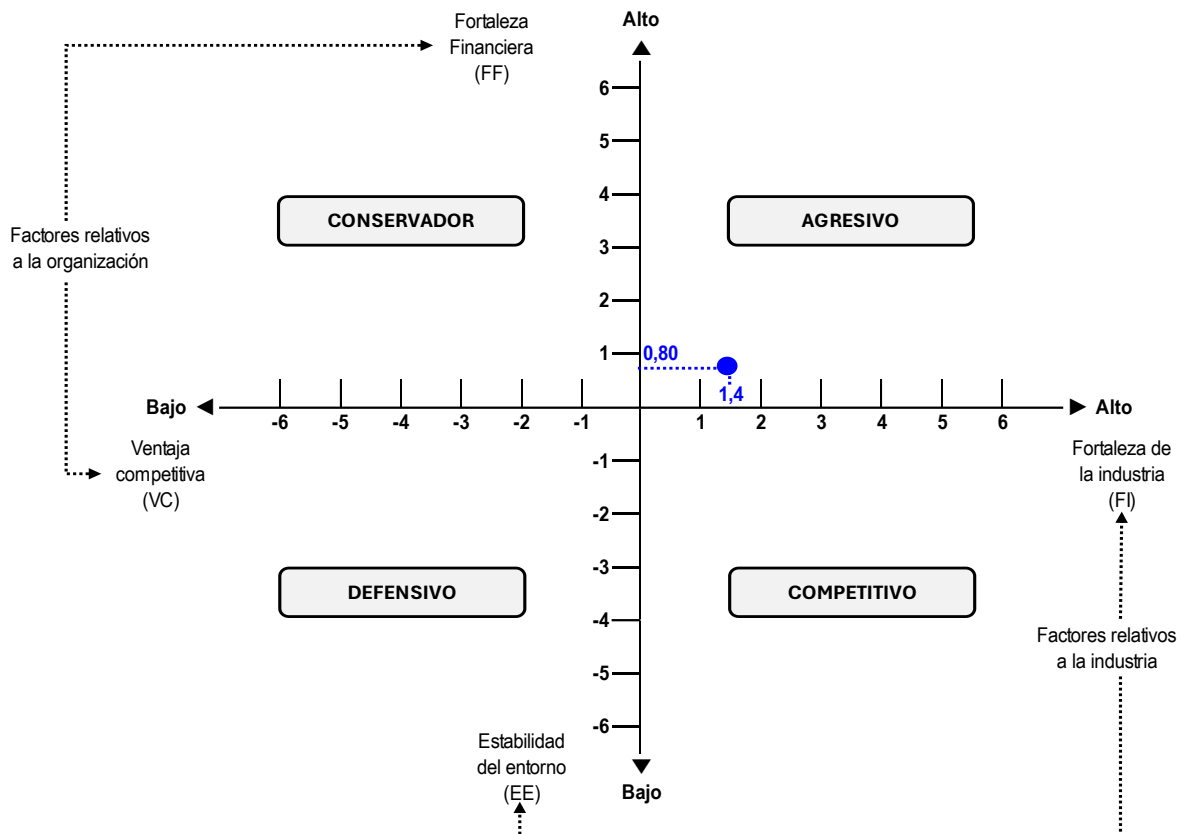 Fortaleza
Financiera
(FF)
Alto
6
5
4
3
2
1
CONSERVADOR
AGRESIVO
Factores relativos
a la organización
0,80
1,4
Bajo
-6 -5 -4 -3 -2 -1 1 2 3 4 5 6
Alto
Ventaja
competitiva
(VC)
Fortaleza de
la industria
(FI)
-1
-2
-3
-4
-5
-6
DEFENSIVO
COMPETITIVO
Factores relativos
a la industria
Estabilidad
del entorno
(EE)
Bajo